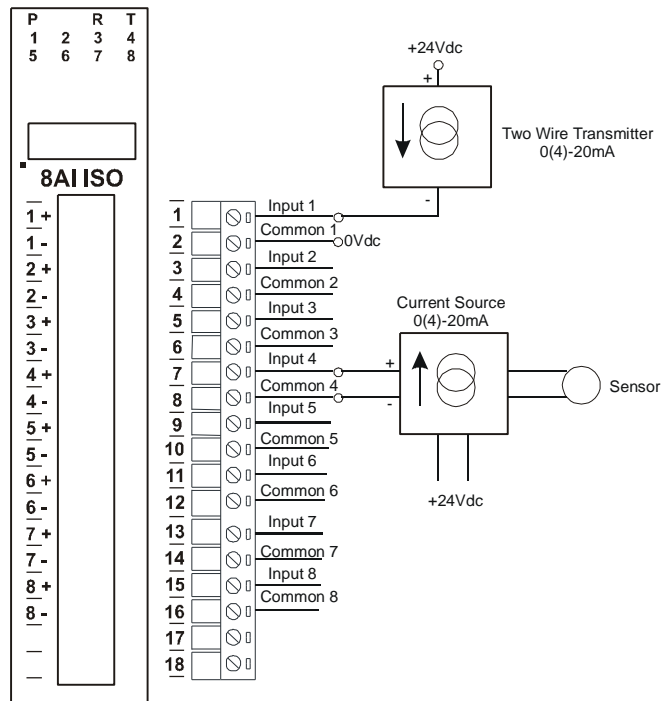 P R T
1 2 3 4
5 6 7 8
8AI ISO
1 +
1 -
2 +
2 -
3 +
3 -
4 +
4 -
5 +
5 -
6 +
6 -
7 +
7 -
8 +
8 -
1
2
3
4
5
6
7
8
9
10
11
12
13
14
15
16
17
18
Input 1
Common 1
0Vdc
Input 2
Common 2
Input 3
Common 3
Input 4
Common 4
Input 5
Common 5
Input 6
Common 6
Input 7
Common 7
Input 8
Common 8
+24Vdc
+
-
Two Wire Transmitter
0(4)-20mA
Current Source
0(4)-20mA
+
-
Sensor
+24Vdc